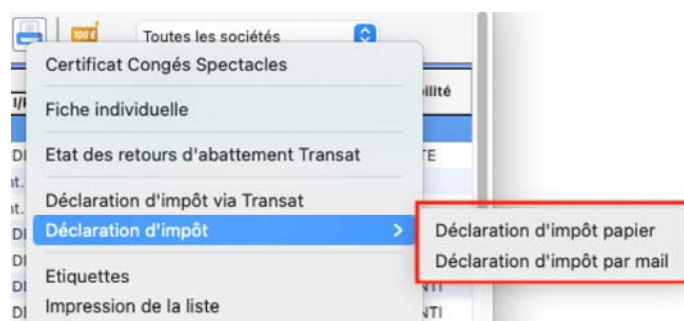 100 €
Toutes les sociétés
Certificat Congés Spectacles
Fiche individuelle
Etat des retours d'abattement Transat
Déclaration d'impôt via Transat
Déclaration d'impôt
Déclaration d'impôt papier
Déclaration d'impôt par mail
Etiquettes
Impression de la liste